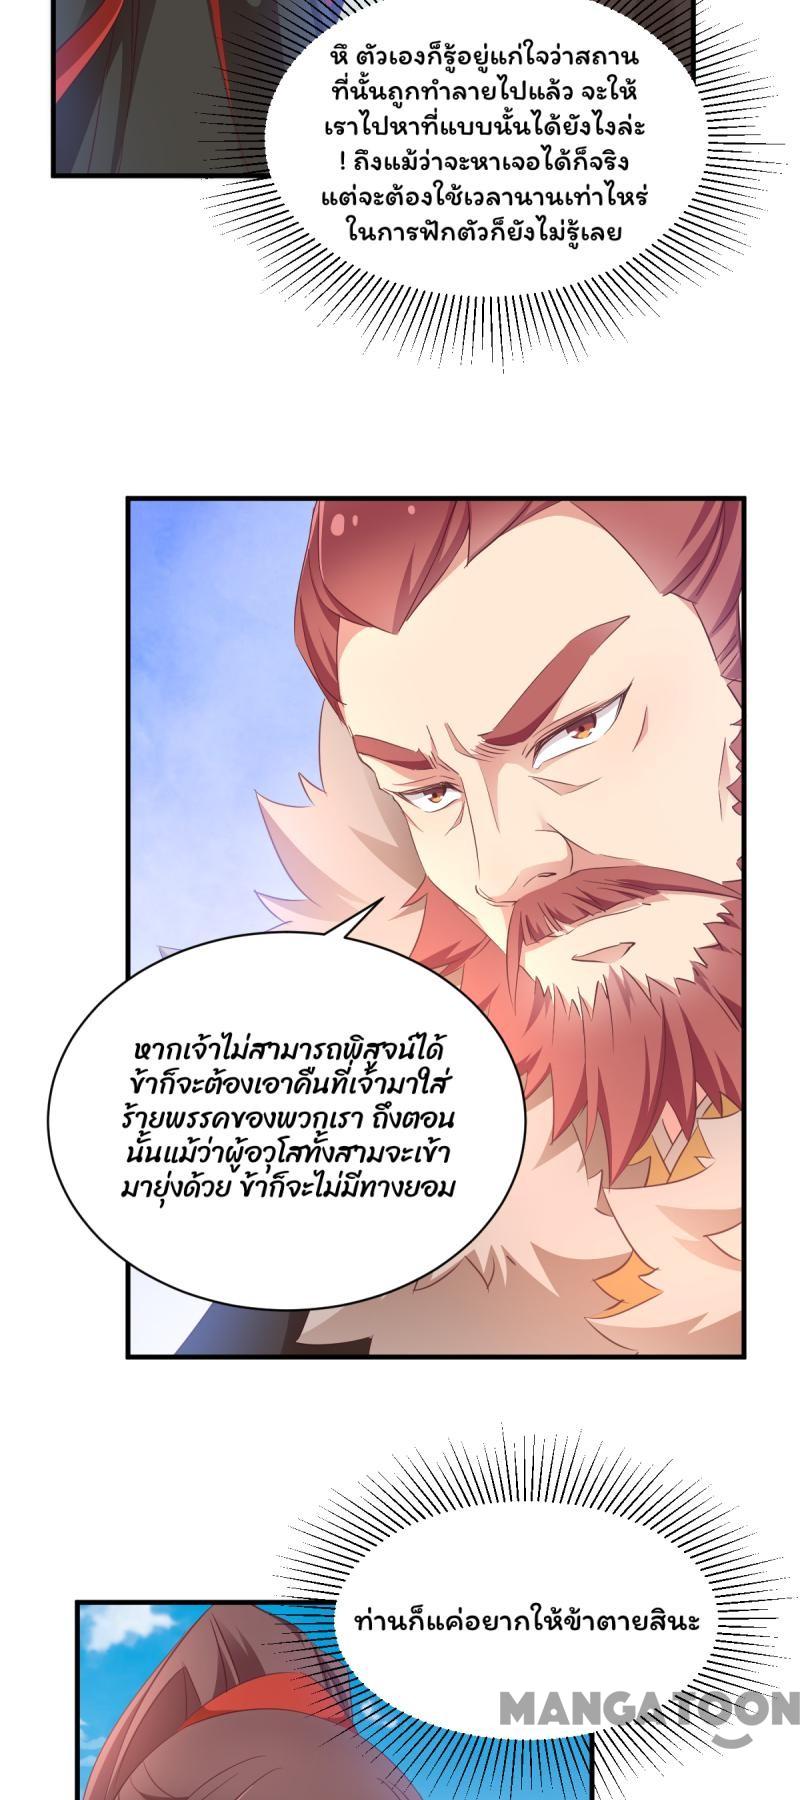 หึ ตัวเองก็รู้อยู่แก่ใจว่าสถาน
ที่นั้นถูกทำลายไปแล้ว จะให้
เราไปหาที่แบบนั้นได้ยังไงล่ะ
! ถึงแม้ว่าจะหาเจอได้ก็จริง
แต่จะต้องใช้เวลานานเท่าไหร่
ในการฟักตัวก็ยังไม่รู้เลย
หากเจ้าไม่สามารถพิสูจน์ได้
ข้าก็จะต้องเอาคืนที่เจ้ามาใส่
ร้ายพรรคของพวกเรา ถึงตอน
นั้นแม้ว่าผู้อวุโสทั้งสามจะเข้า
มายุ่งด้วย ข้าก็จะไม่มีทางยอม
ท่านก็แค่อยากให้ข้าตายสินะ
MANGATOON